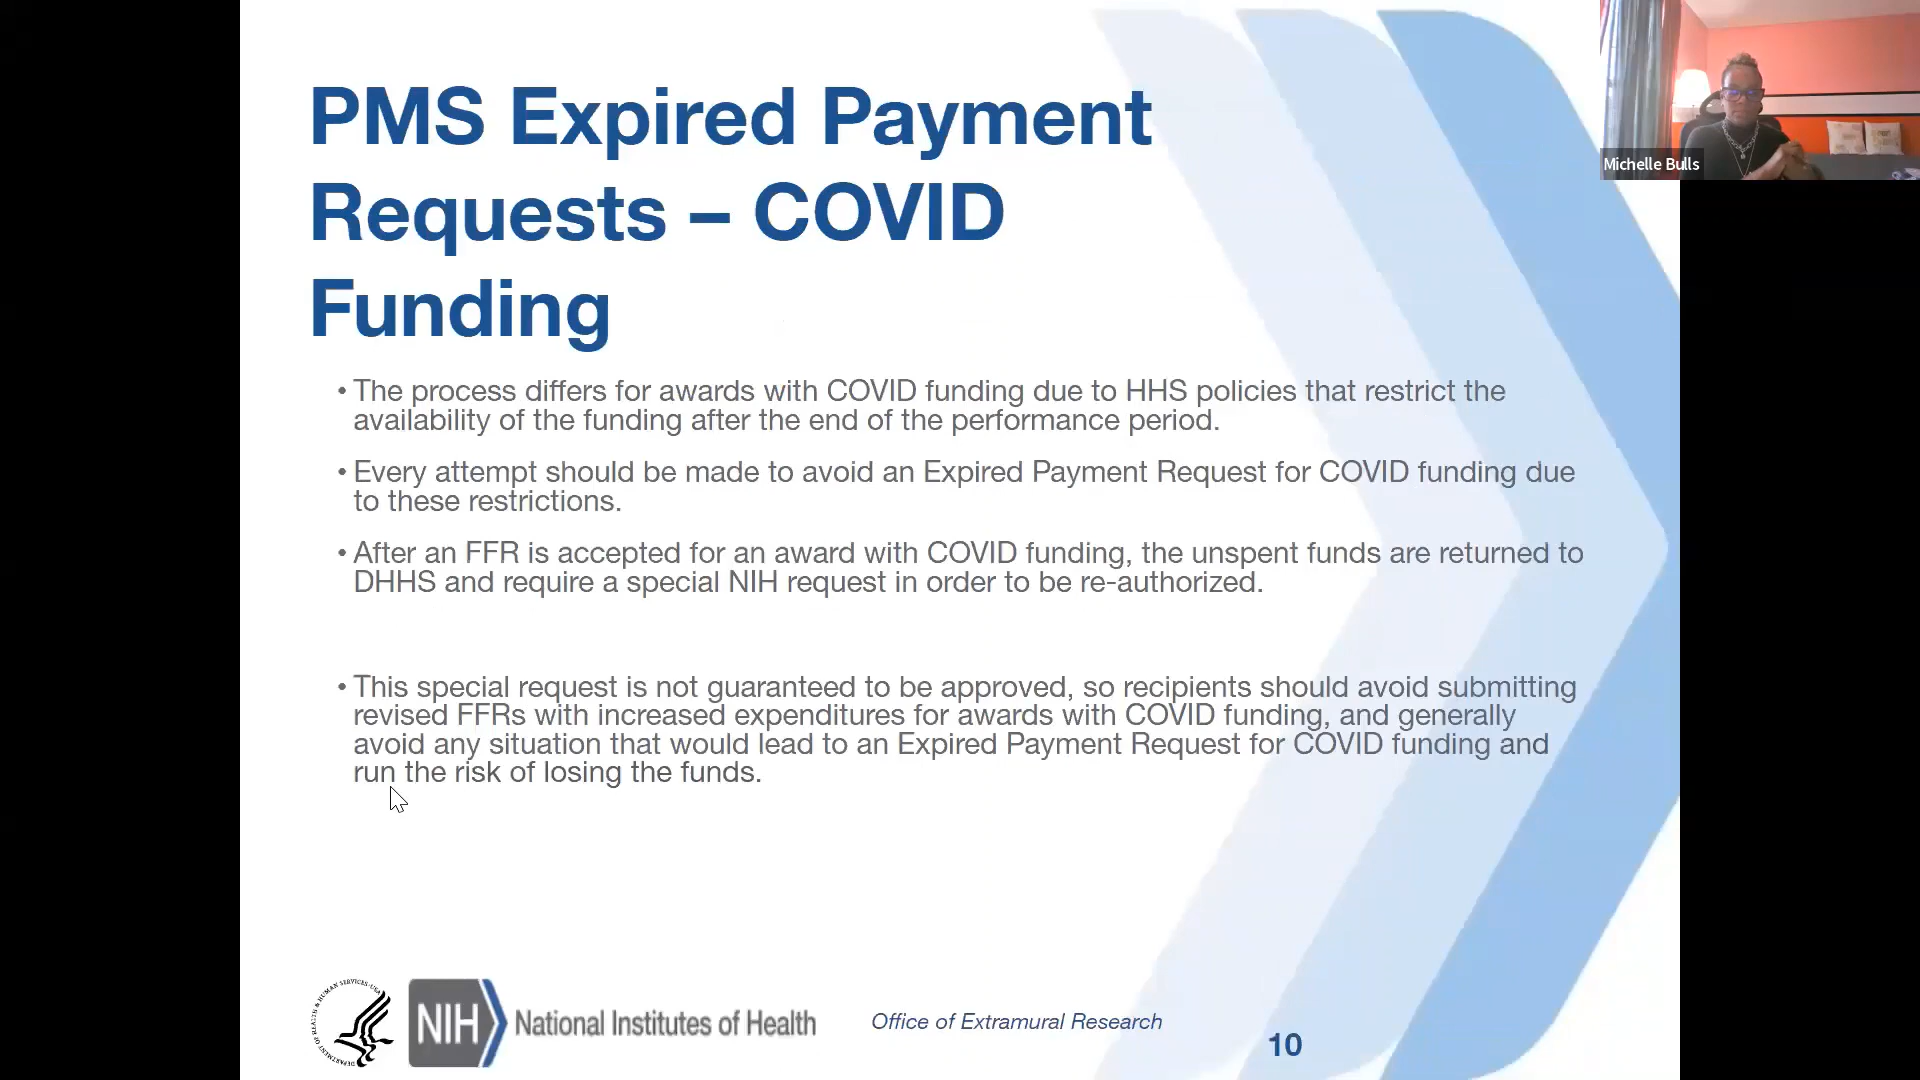 PMS Expired Payment
Requests – COVID
Funding
• The process differs for awards with COVID funding due to HHS policies that restrict the
availability of the funding after the end of the performance period.
• Every attempt should be made to avoid an Expired Payment Request for COVID funding due
to these restrictions.
• After an FFR is accepted for an award with COVID funding, the unspent funds are returned to
DHHS and require a special NIH request in order to be re-authorized.
• This special request is not guaranteed to be approved, so recipients should avoid submitting
revised FFRs with increased expenditures for awards with COVID funding, and generally
avoid any situation that would lead to an Expired Payment Request for COVID funding and
run the risk of losing the funds.
Michelle Bulls
DEPARTMENT OF HEALTH & HUMAN SERVICES • USA
NIH
National Institutes of Health
Office of Extramural Research
10